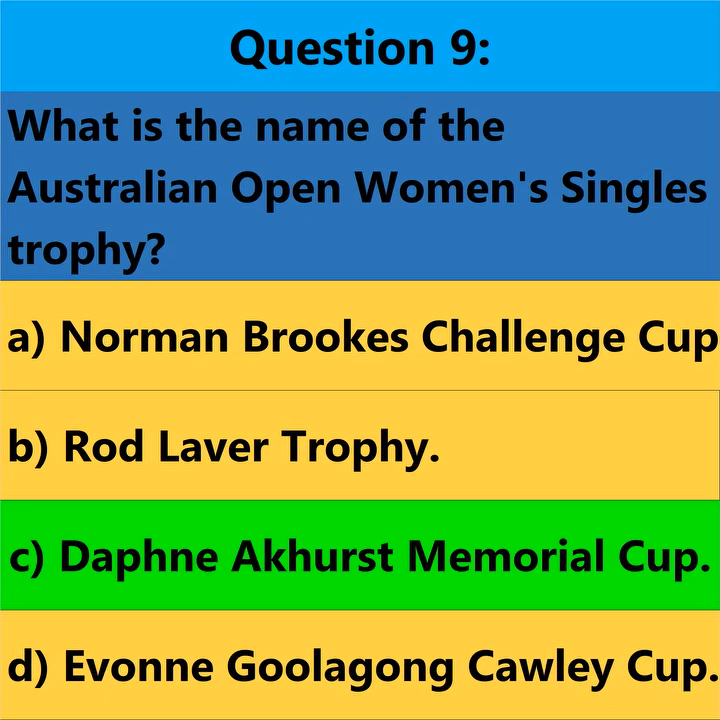 Question 9:
What is the name of the
Australian Open Women's Singles
trophy?
a) Norman Brookes Challenge Cup
b) Rod Laver Trophy.
c) Daphne Akhurst Memorial Cup.
d) Evonne Goolagong Cawley Cup.